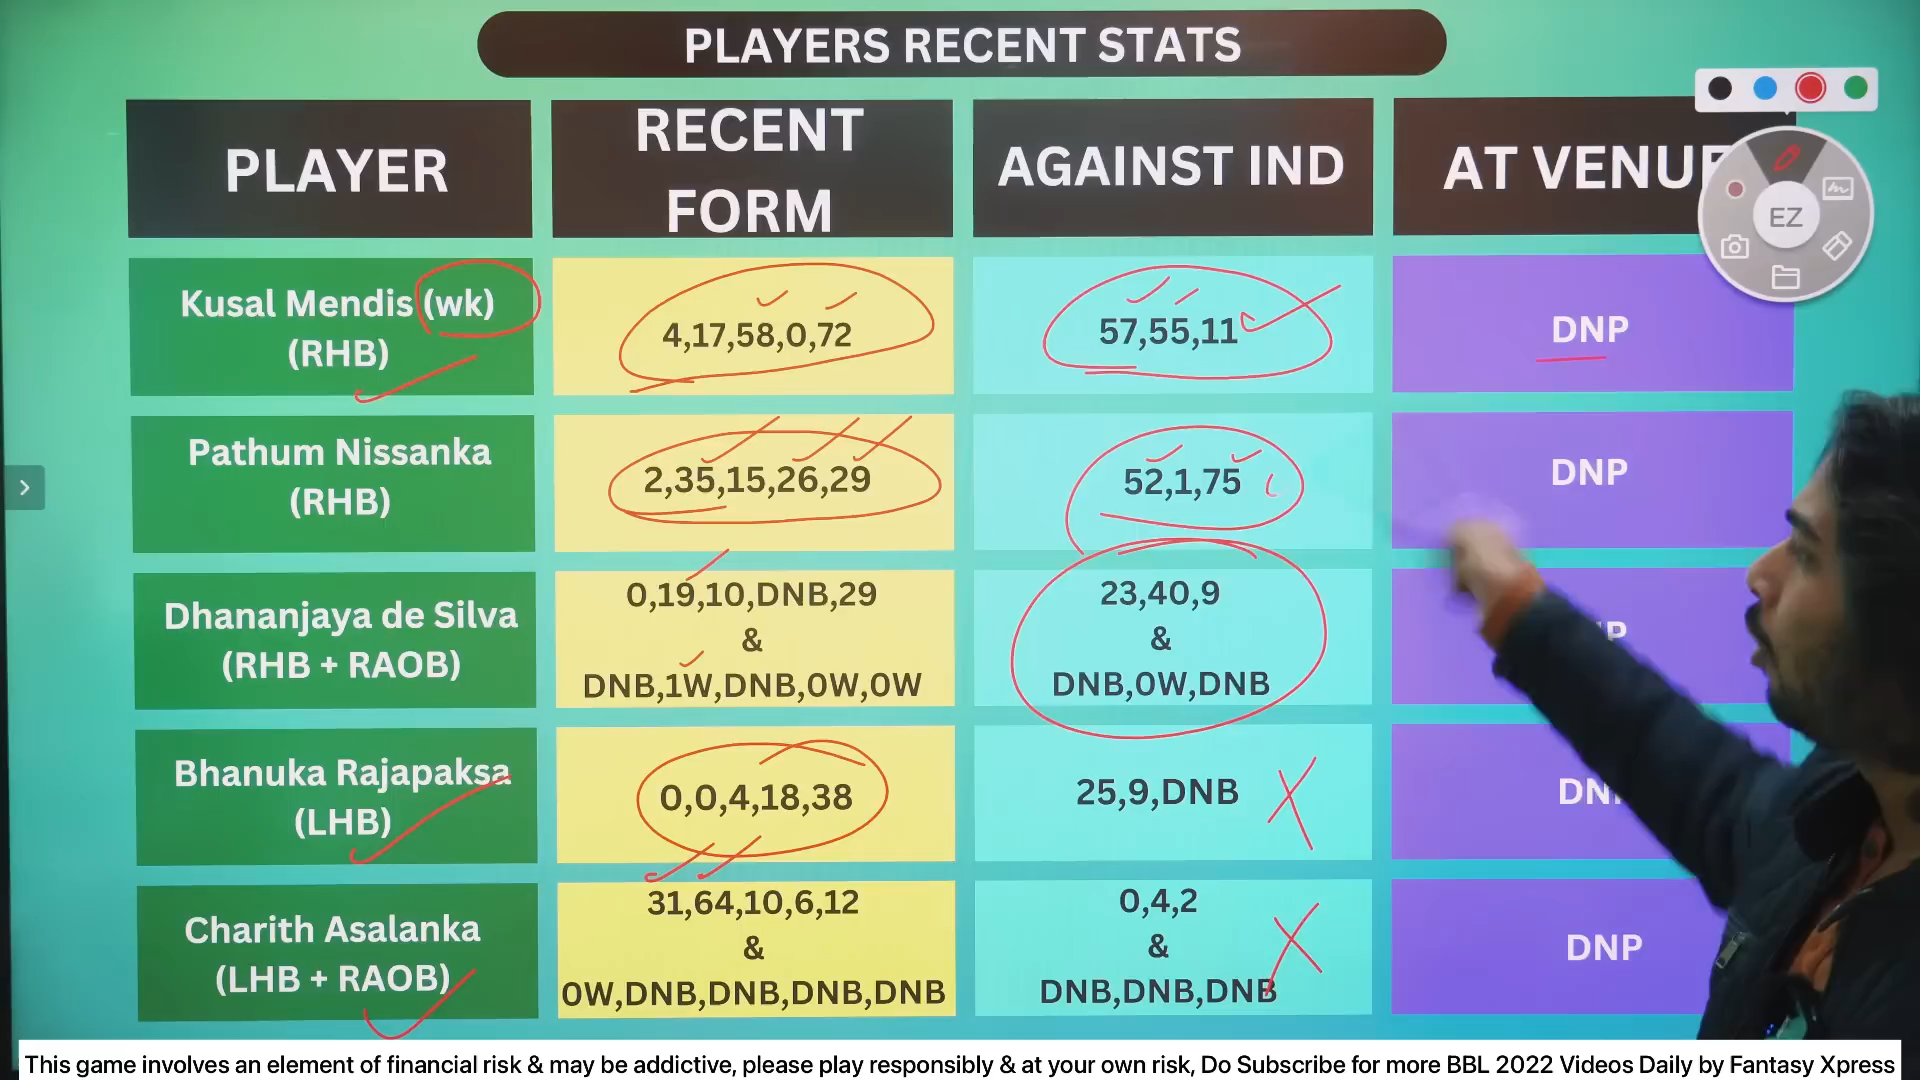 PLAYERS RECENT STATS
PLAYER
RECENT
FORM
AGAINST IND
AT VENUE
EZ
Kusal Mendis (wk)
(RHB)
4,17,58,0,72
57,55,11
DNP
Pathum Nissanka
(RHB)
2,35,15,26,29
52,1,75
DNP
Dhananjaya de Silva
(RHB + RAOB)
0,19,10,DNB,29
&
DNB,1W,DNB,0W,0W
23,40,9
&
DNB,0W,DNB
Bhanuka Rajapaksa
(LHB)
0,0,4,18,38
25,9,DNB
Charith Asalanka
(LHB + RAOB)
31,64,10,6,12
&
0W,DNB,DNB,DNB,DNB
0,4,2
&
DNB,DNB,DNB
DNP
This game involves an element of financial risk & may be addictive, please play responsibly & at your own risk, Do Subscribe for more BBL 2022 Videos Daily by Fantasy Xpress